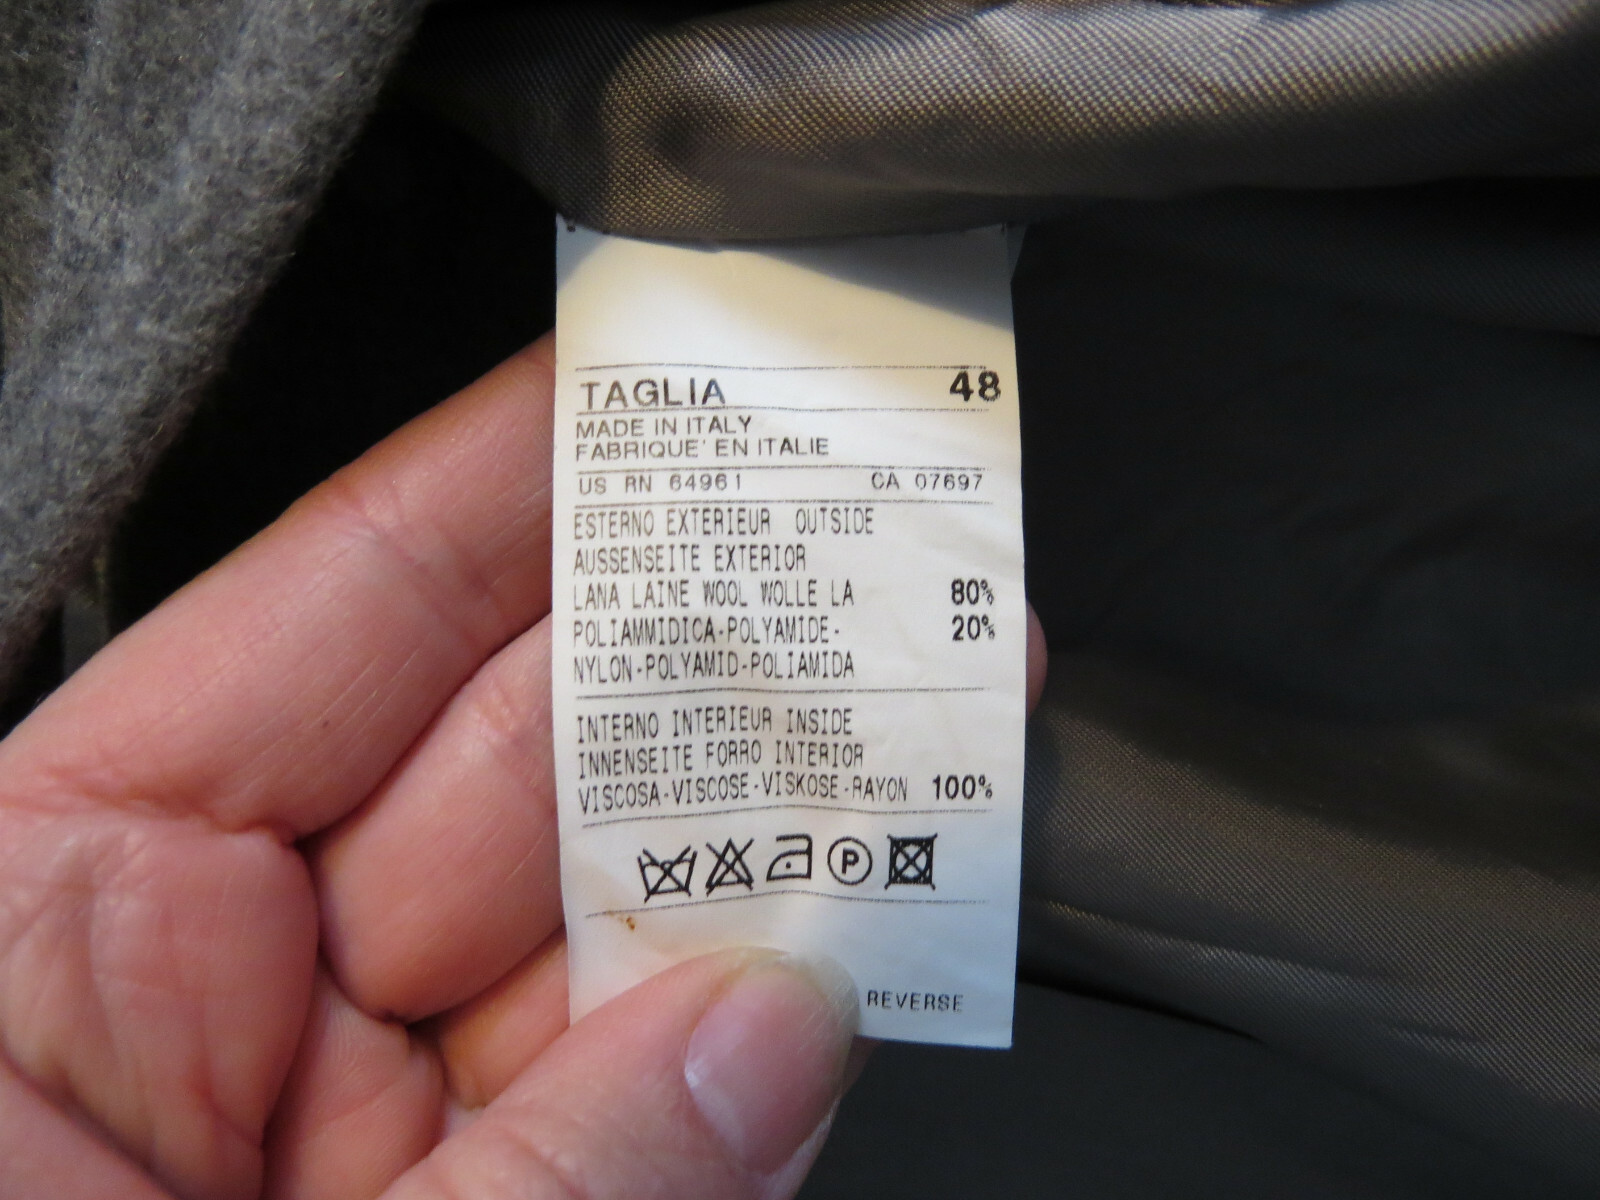 TAGLIA 48
MADE IN ITALY
FABRIQUE' EN ITALIE
US RN 64961 CA 07697
ESTERNO EXTERIEUR OUTSIDE
AUSSENSEITE EXTERIOR
LANA LAINE WOOL WOLLE LA 80%
POLIAMMIDICA-POLYAMIDE- 20%
NYLON-POLYAMID-POLIAMIDA
INTERNO INTERIEUR INSIDE
INNENSEITE FORRO INTERIOR
VISCOSA-VISCOSE-VISKOSE-RAYON 100%
P
REVERSE